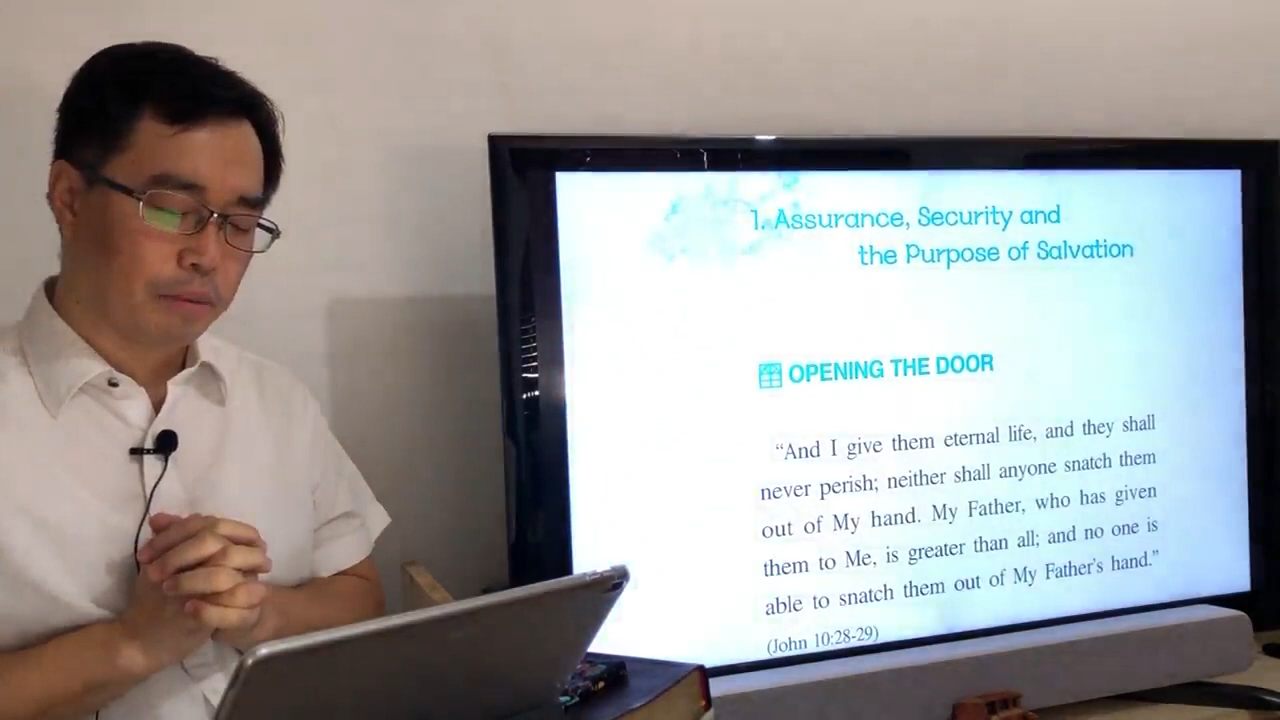 1. Assurance, Security and
the Purpose of Salvation
OPENING THE DOOR
“And I give them eternal life, and they shall
never perish; neither shall anyone snatch them
out of My hand. My Father, who has given
them to Me, is greater than all; and no one is
able to snatch them out of My Father's hand.”
(John 10:28-29)